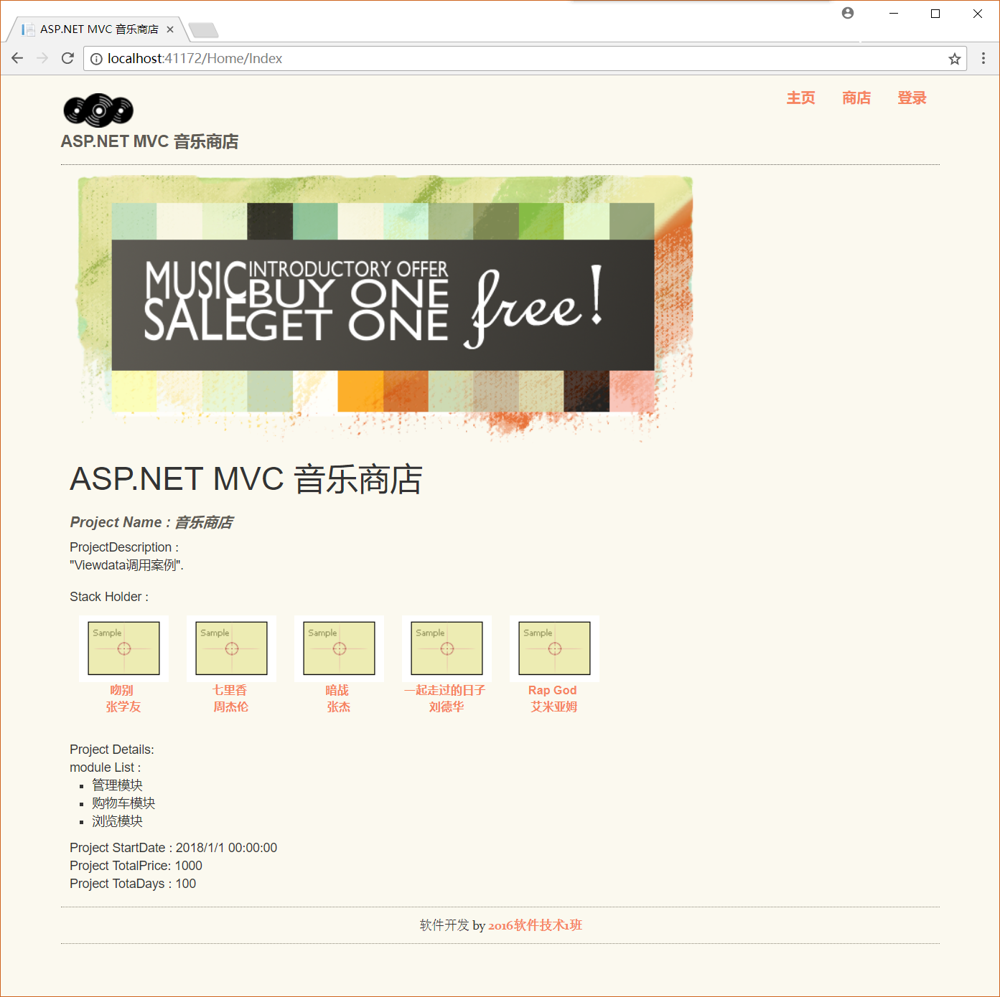 ASP.NET MVC 音乐商店
localhost:41172/Home/Index
主页 商店 登录
ASP.NET MVC 音乐商店
MUSIC SALE
INTRODUCTORY OFFER
BUY ONE
GET ONE
free!
ASP.NET MVC 音乐商店
Project Name : 音乐商店
ProjectDescription :
"Viewdata调用案例".
Stack Holder :
Sample Sample Sample Sample Sample
吻别 七里香 暗战 一起走过的日子 Rap God
张学友 周杰伦 张杰 刘德华 艾米亚姆
Project Details:
module List :
管理模块
购物车模块
浏览模块
Project StartDate : 2018/1/1 00:00:00
Project TotalPrice: 1000
Project TotaDays : 100
软件开发 by 2016软件技术1班